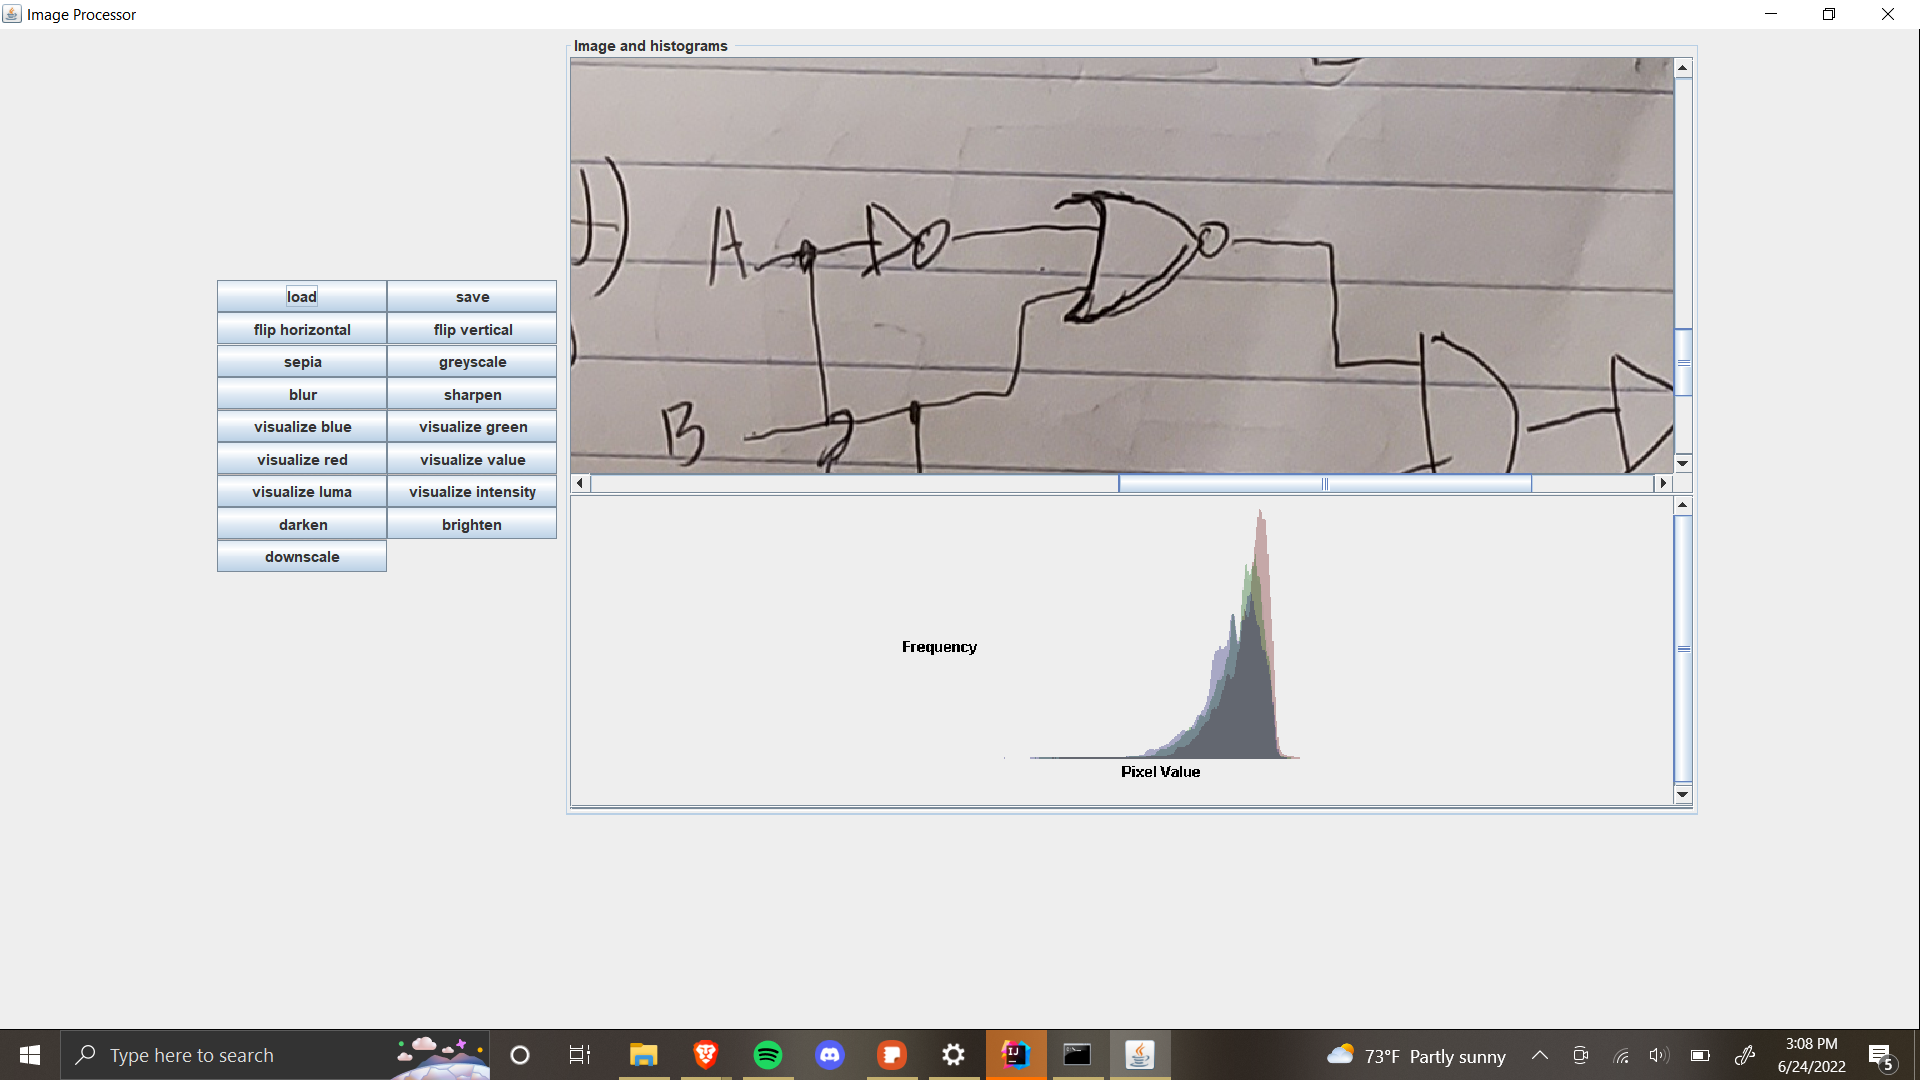 Image Processor
Image and histograms
A
B
load save
flip horizontal flip vertical
sepia greyscale
blur sharpen
visualize blue visualize green
visualize red visualize value
visualize luma visualize intensity
darken brighten
downscale
Frequency
Pixel Value
Type here to search
IJ
73°F Partly sunny
3:08 PM
6/24/2022
5